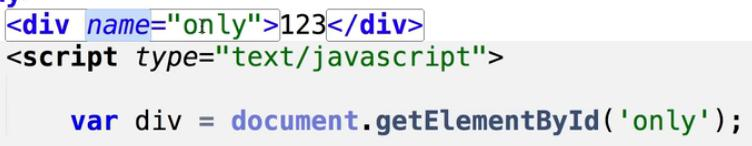 <div name="only">123</div>
<script type="text/javascript">
var div = document.getElementById('only');